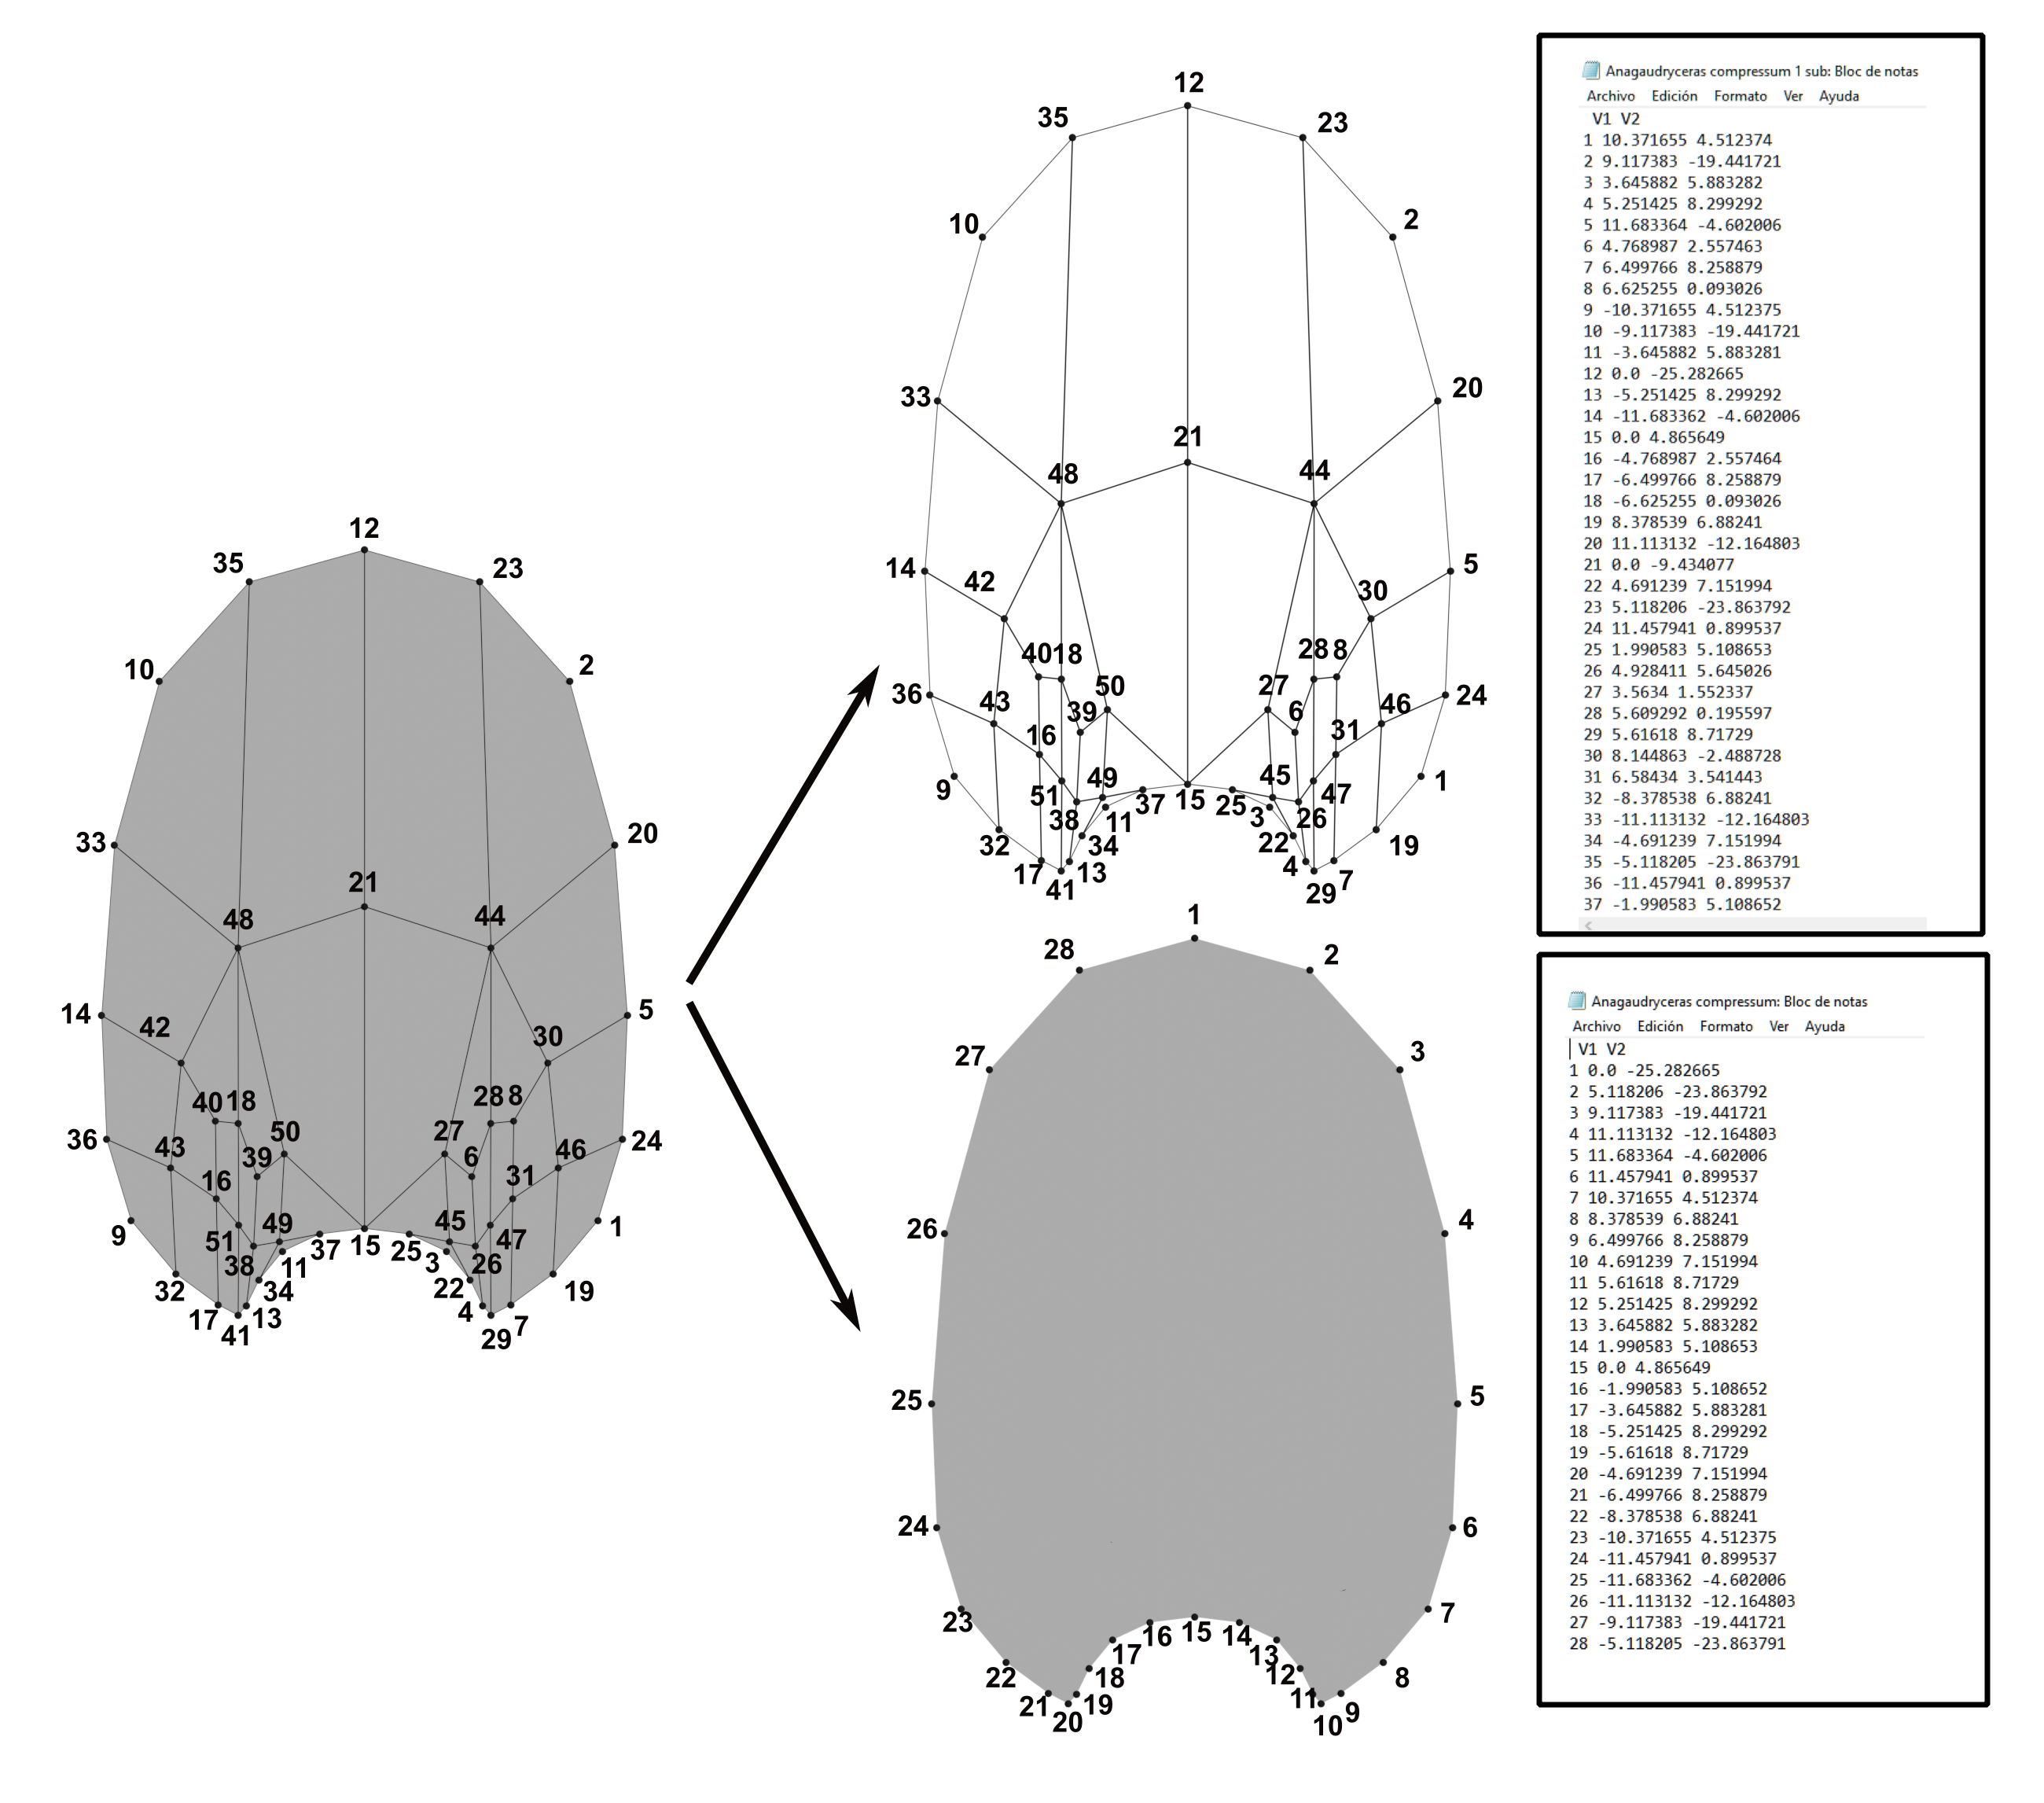 12
35
23
10
2
33
20
21
48
44
14
42
5
30
40 18
28 8
36
50
27
24
43
39
6
46
16
31
9
49
45
1
51
47
38
37
15
25
11
3
26
32
34
22
19
17
13
4
7
41
29
12
35
23
10
2
33
20
21
48
44
14
42
5
30
40 18
28 8
36
50
27
24
43
39
6
46
16
31
9
49
45
1
51
47
38
37
15
25
11
3
26
32
34
22
19
17
13
4
7
41
29
1
28
2
27
3
26
4
25
5
24
6
23
7
16
15
14
17
13
22
18
12
8
21
19
11
9
20
10
Anagaudryceras compressum 1 sub: Bloc de notas
Archivo Edición Formato Ver Ayuda
V1 V2
1 10.371655 4.512374
2 9.117383 -19.441721
3 3.645882 5.883282
4 5.251425 8.299292
5 11.683364 -4.602006
6 4.768987 2.557463
7 6.499766 8.258879
8 6.625255 0.093026
9 -10.371655 4.512375
10 -9.117383 -19.441721
11 -3.645882 5.883281
12 0.0 -25.282665
13 -5.251425 8.299292
14 -11.683362 -4.602006
15 0.0 4.865649
16 -4.768987 2.557464
17 -6.499766 8.258879
18 -6.625255 0.093026
19 8.378539 6.88241
20 11.113132 -12.164803
21 0.0 -9.434077
22 4.691239 7.151994
23 5.118206 -23.863792
24 11.457941 0.899537
25 1.990583 5.108653
26 4.928411 5.645026
27 3.5634 1.552337
28 5.609292 0.195597
29 5.61618 8.71729
30 8.144863 -2.488728
31 6.58434 3.541443
32 -8.378538 6.88241
33 -11.113132 -12.164803
34 -4.691239 7.151994
35 -5.118205 -23.863791
36 -11.457941 0.899537
37 -1.990583 5.108652
Anagaudryceras compressum: Bloc de notas
Archivo Edición Formato Ver Ayuda
V1 V2
1 0.0 -25.282665
2 5.118206 -23.863792
3 9.117383 -19.441721
4 11.113132 -12.164803
5 11.683364 -4.602006
6 11.457941 0.899537
7 10.371655 4.512374
8 8.378539 6.88241
9 6.499766 8.258879
10 4.691239 7.151994
11 5.61618 8.71729
12 5.251425 8.299292
13 3.645882 5.883282
14 1.990583 5.108653
15 0.0 4.865649
16 -1.990583 5.108652
17 -3.645882 5.883281
18 -5.251425 8.299292
19 -5.61618 8.71729
20 -4.691239 7.151994
21 -6.499766 8.258879
22 -8.378538 6.88241
23 -10.371655 4.512375
24 -11.457941 0.899537
25 -11.683362 -4.602006
26 -11.113132 -12.164803
27 -9.117383 -19.441721
28 -5.118205 -23.863791